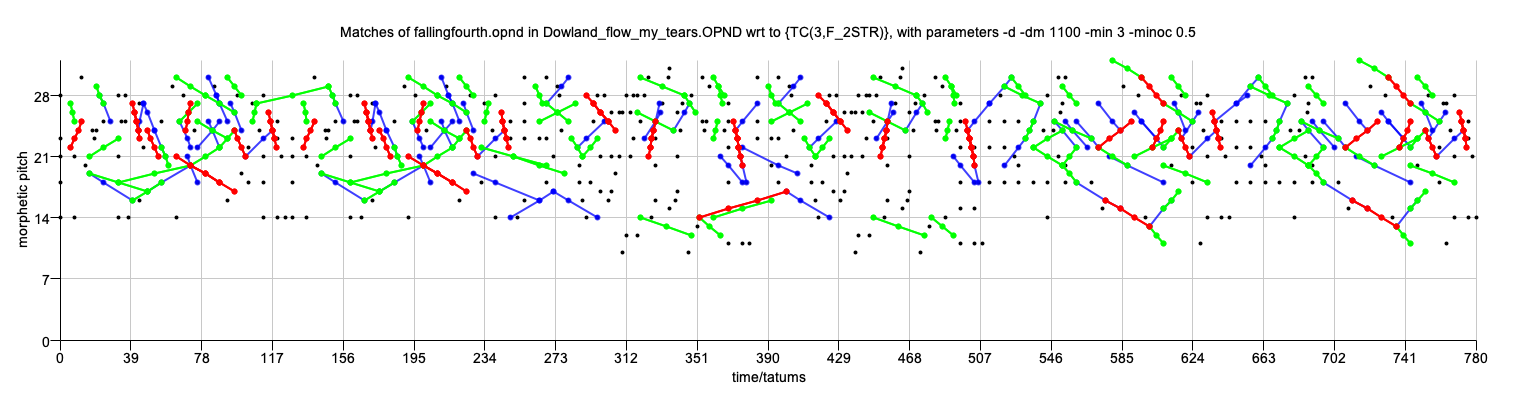 Matches of fallingfourth.opnd in Dowland_flow_my_tears.OPND wrt to {TC(3,F_2STR)}, with parameters -d -dm 1100 -min 3 -minoc 0.5
morphetic pitch
28
21
14
7
0
0 39 78 117 156 195 234 273 312 351 390 429 468 507 546 585 624 663 702 741 780
time/tatums